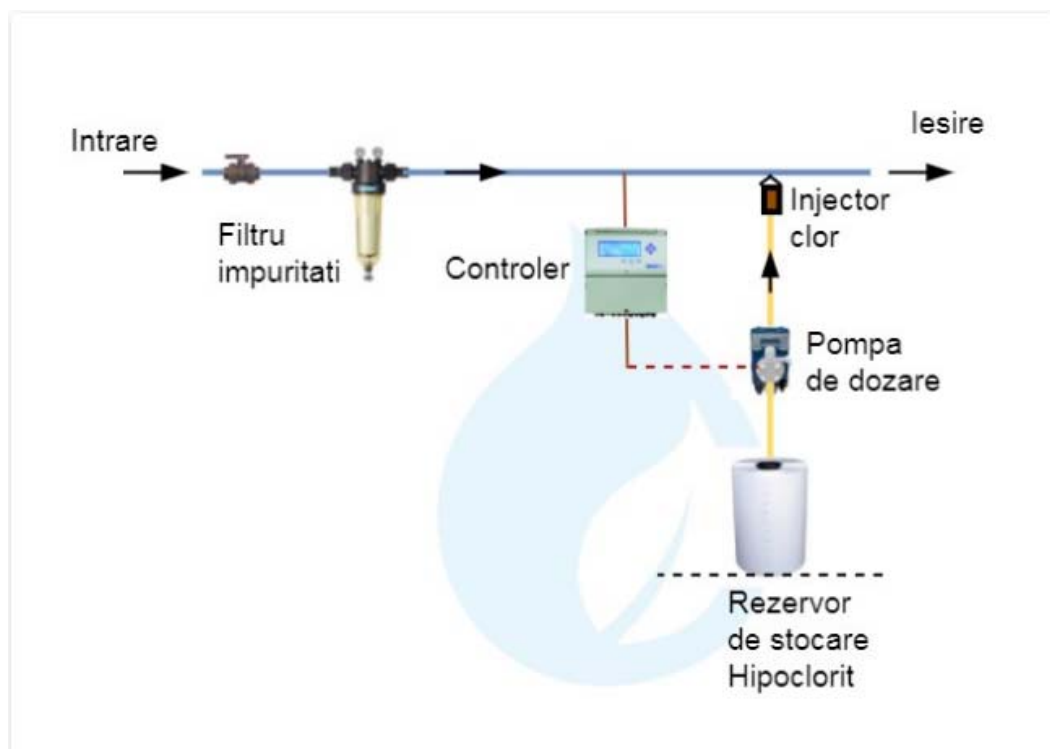 Intrare
Iesire
Filtru
impuritati
Controler
Injector
clor
Pompa
de dozare
Rezervor
de stocare
Hipoclorit